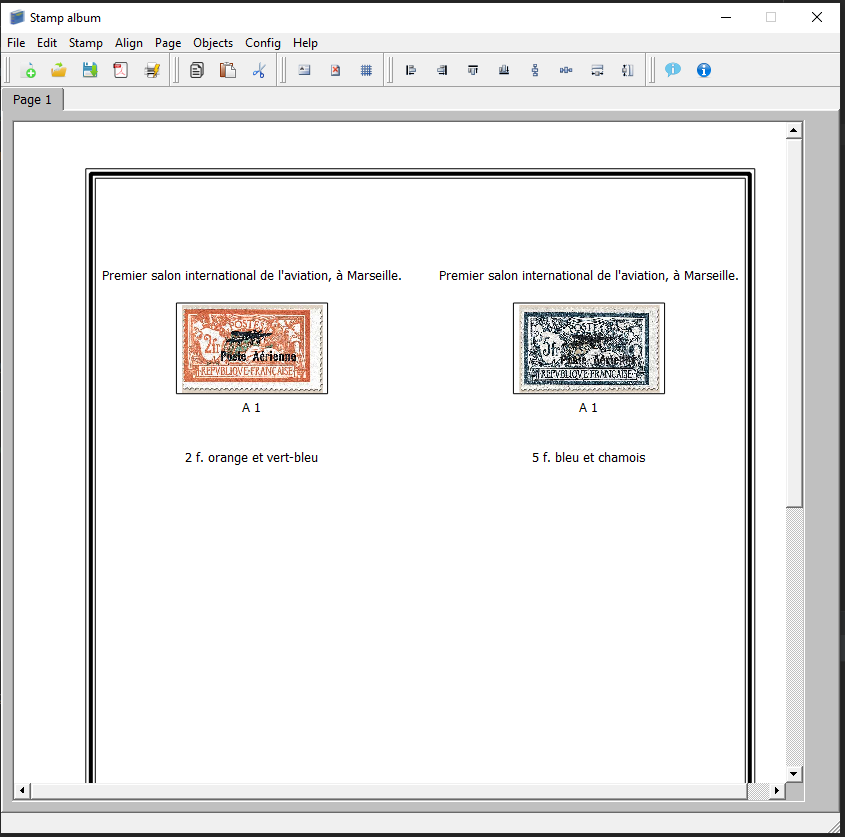 Stamp album
File Edit Stamp Align Page Objects Config Help
Page 1
Premier salon international de l'aviation, à Marseille. Premier salon international de l'aviation, à Marseille.
POSTES
2fr
Poste Aérienne
REPVBLIQVE·FRANÇAISE
POSTES
5fr
Poste Aérienne
REPVBLIQVE·FRANÇAISE
A 1 A 1
2 f. orange et vert-bleu 5 f. bleu et chamois